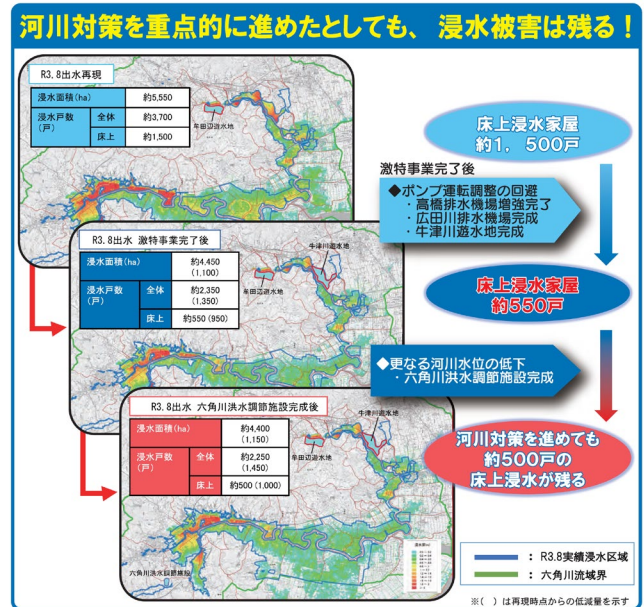 河川対策を重点的に進めたとしても、浸水被害は残る！
R3.8出水再現
浸水面積(ha) 約5,550
浸水戸数(戸) 全体 約3,700
床上 約1,500
牟田辺遊水地
床上浸水家屋
約1，500戸
激特事業完了後
◆ポンプ運転調整の回避
・高橋排水機場増強完了
・広田川排水機場完成
・牛津川遊水地完成
R3.8出水 激特事業完了後
浸水面積(ha) 約4,450
(1,100)
浸水戸数(戸) 全体 約2,350
(1,350)
床上 約550(950)
牛津川遊水地
牟田辺遊水地
床上浸水家屋
約550戸
◆更なる河川水位の低下
・六角川洪水調節施設完成
R3.8出水 六角川洪水調節施設完成後
浸水面積(ha) 約4,400
(1,150)
浸水戸数(戸) 全体 約2,250
(1,450)
床上 約500(1,000)
牛津川遊水地
牟田辺遊水地
六角川洪水調節施設
河川対策を進めても
約500戸の
床上浸水が残る
：R3.8実績浸水区域
：六角川流域界
※( )は再現時点からの低減量を示す